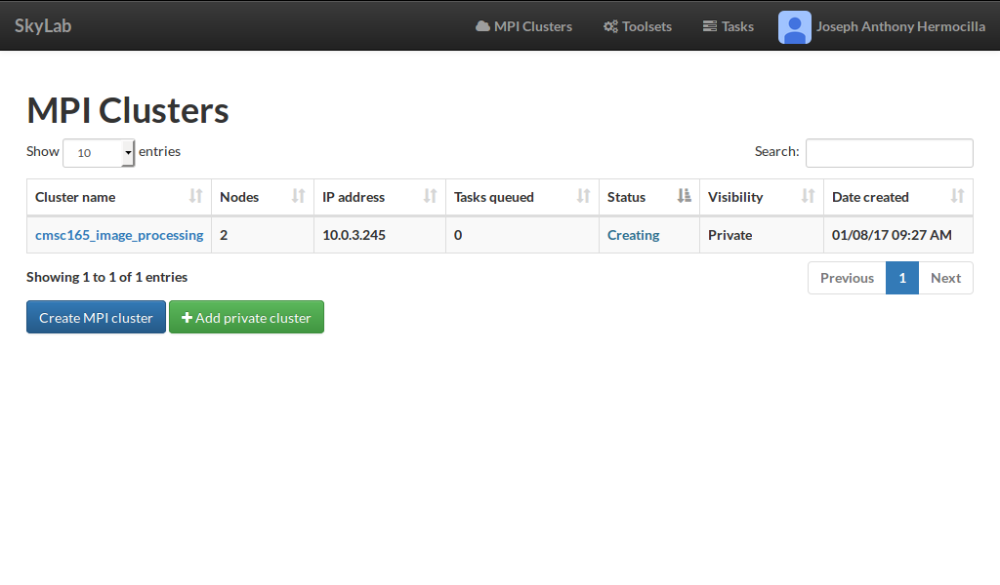 SkyLab MPI Clusters Toolsets Tasks Joseph Anthony Hermocilla
MPI Clusters
Show 10 entries Search:
Cluster name Nodes IP address Tasks queued Status Visibility Date created
cmsc165_image_processing 2 10.0.3.245 0 Creating Private 01/08/17 09:27 AM
Showing 1 to 1 of 1 entries Previous 1 Next
Create MPI cluster Add private cluster